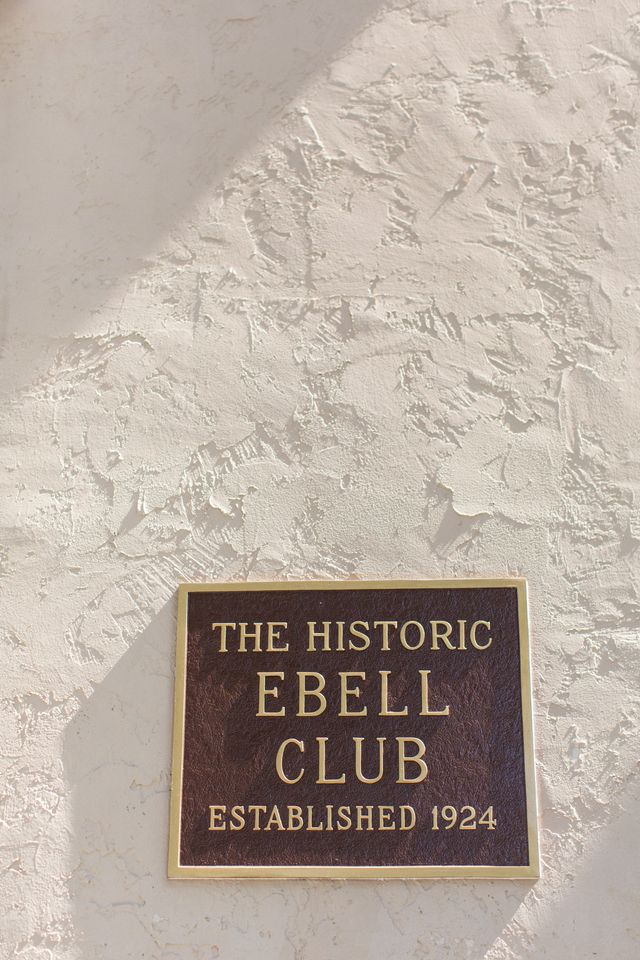 THE HISTORIC
EBELL
CLUB
ESTABLISHED 1924